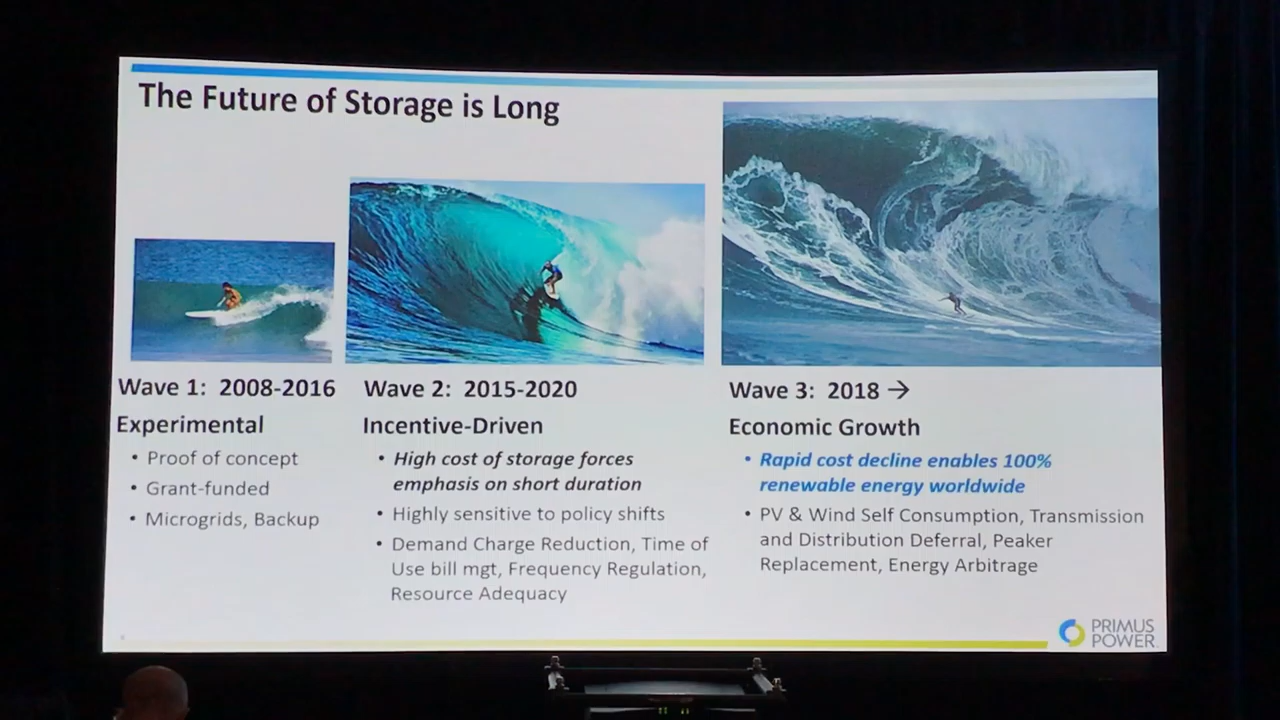 The Future of Storage is Long
Wave 1: 2008-2016
Experimental
• Proof of concept
• Grant-funded
• Microgrids, Backup
Wave 2: 2015-2020
Incentive-Driven
• High cost of storage forces
emphasis on short duration
• Highly sensitive to policy shifts
• Demand Charge Reduction, Time of
Use bill mgt, Frequency Regulation,
Resource Adequacy
Wave 3: 2018 →
Economic Growth
• Rapid cost decline enables 100%
renewable energy worldwide
• PV & Wind Self Consumption, Transmission
and Distribution Deferral, Peaker
Replacement, Energy Arbitrage
PRIMUS
POWER